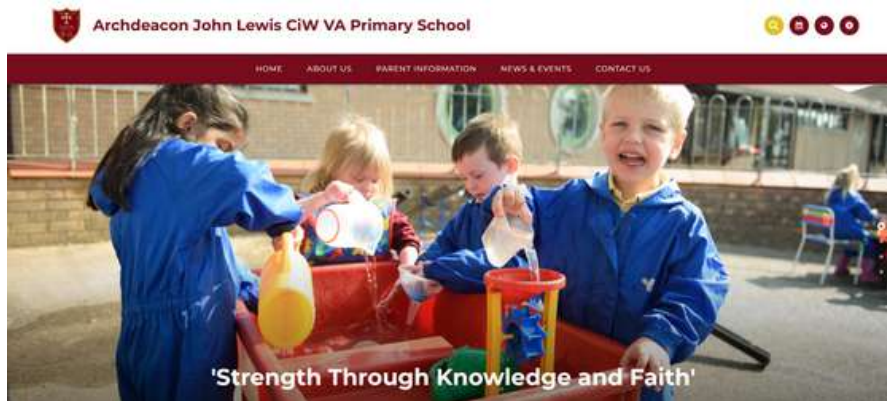 Archdeacon John Lewis CiW VA Primary School
HOME ABOUT US PARENT INFORMATION NEWS & EVENTS CONTACT US
'Strength Through Knowledge and Faith'